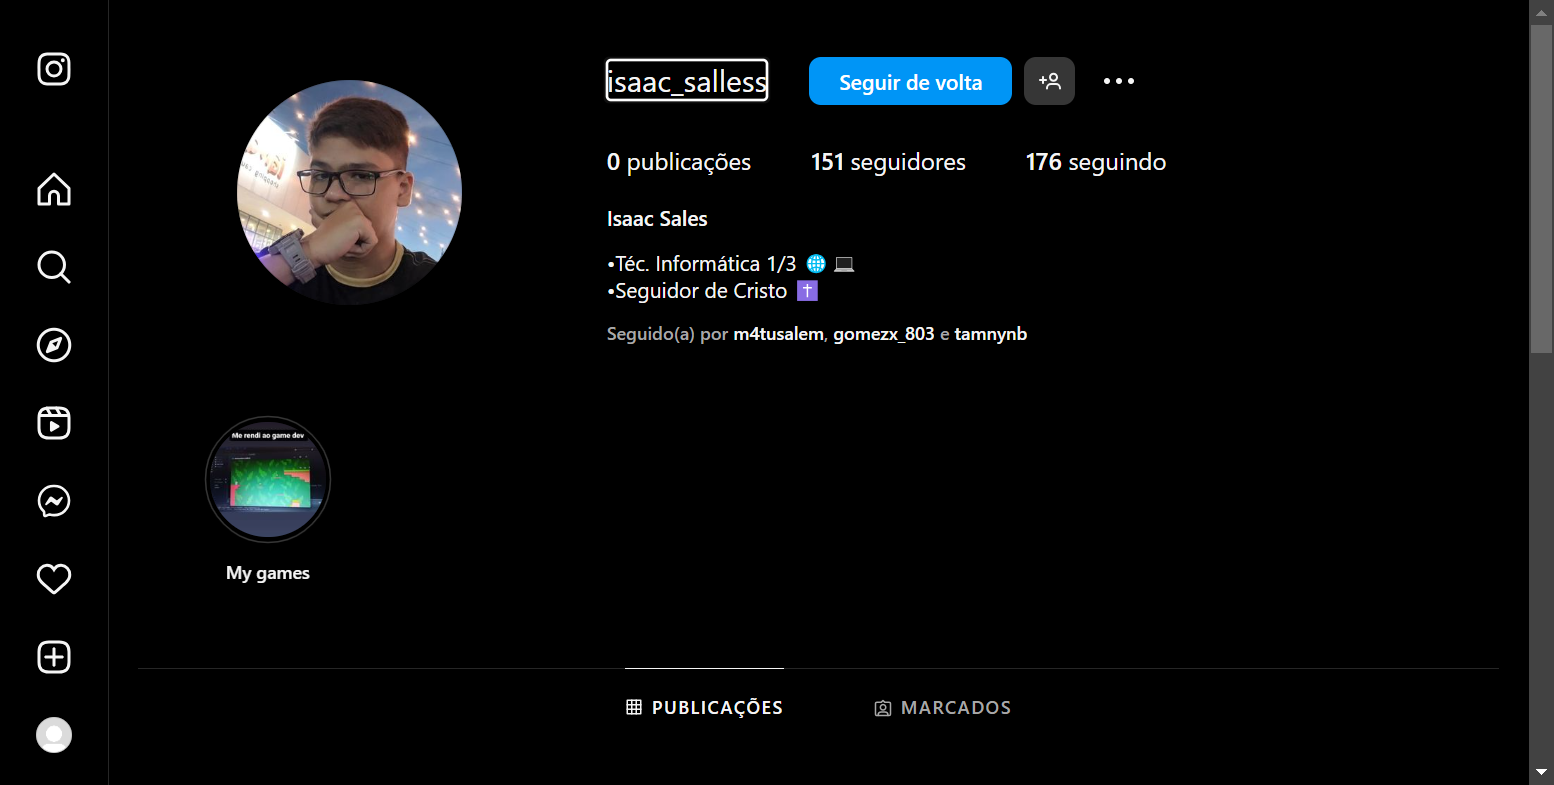 isaac_salless
Seguir de volta
0 publicações 151 seguidores 176 seguindo
Isaac Sales
•Téc. Informática 1/3 🌐 💻
•Seguidor de Cristo ✝️
Seguido(a) por m4tusalem, gomezx_803 e tamnynb
Me rendi ao game dev
My games
PUBLICAÇÕES MARCADOS